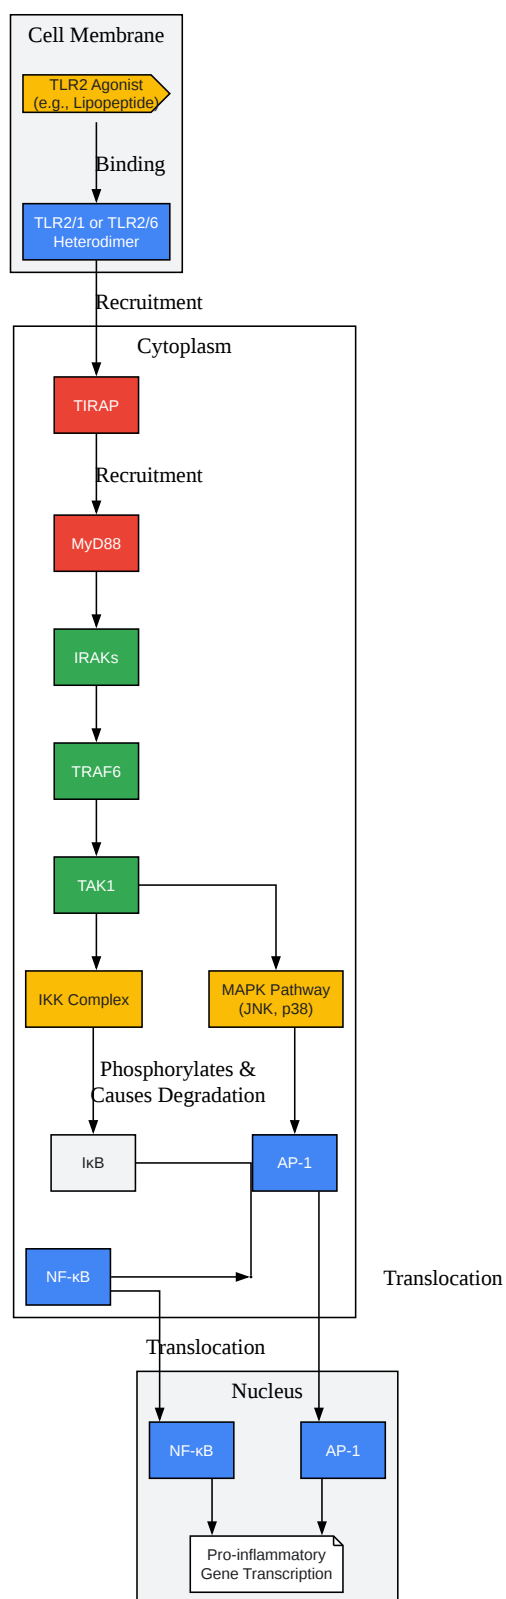 Cell Membrane
TLR2 Agonist
(e.g., Lipopeptide)
Binding
TLR2/1 or TLR2/6
Heterodimer
Recruitment
Cytoplasm
TIRAP
Recruitment
MyD88
IRAKs
TRAF6
TAK1
IKK Complex
MAPK Pathway
(JNK, p38)
Phosphorylates &
Causes Degradation
IκB
AP-1
NF-κB
Translocation
Translocation
Nucleus
NF-κB
AP-1
Pro-inflammatory
Gene Transcription